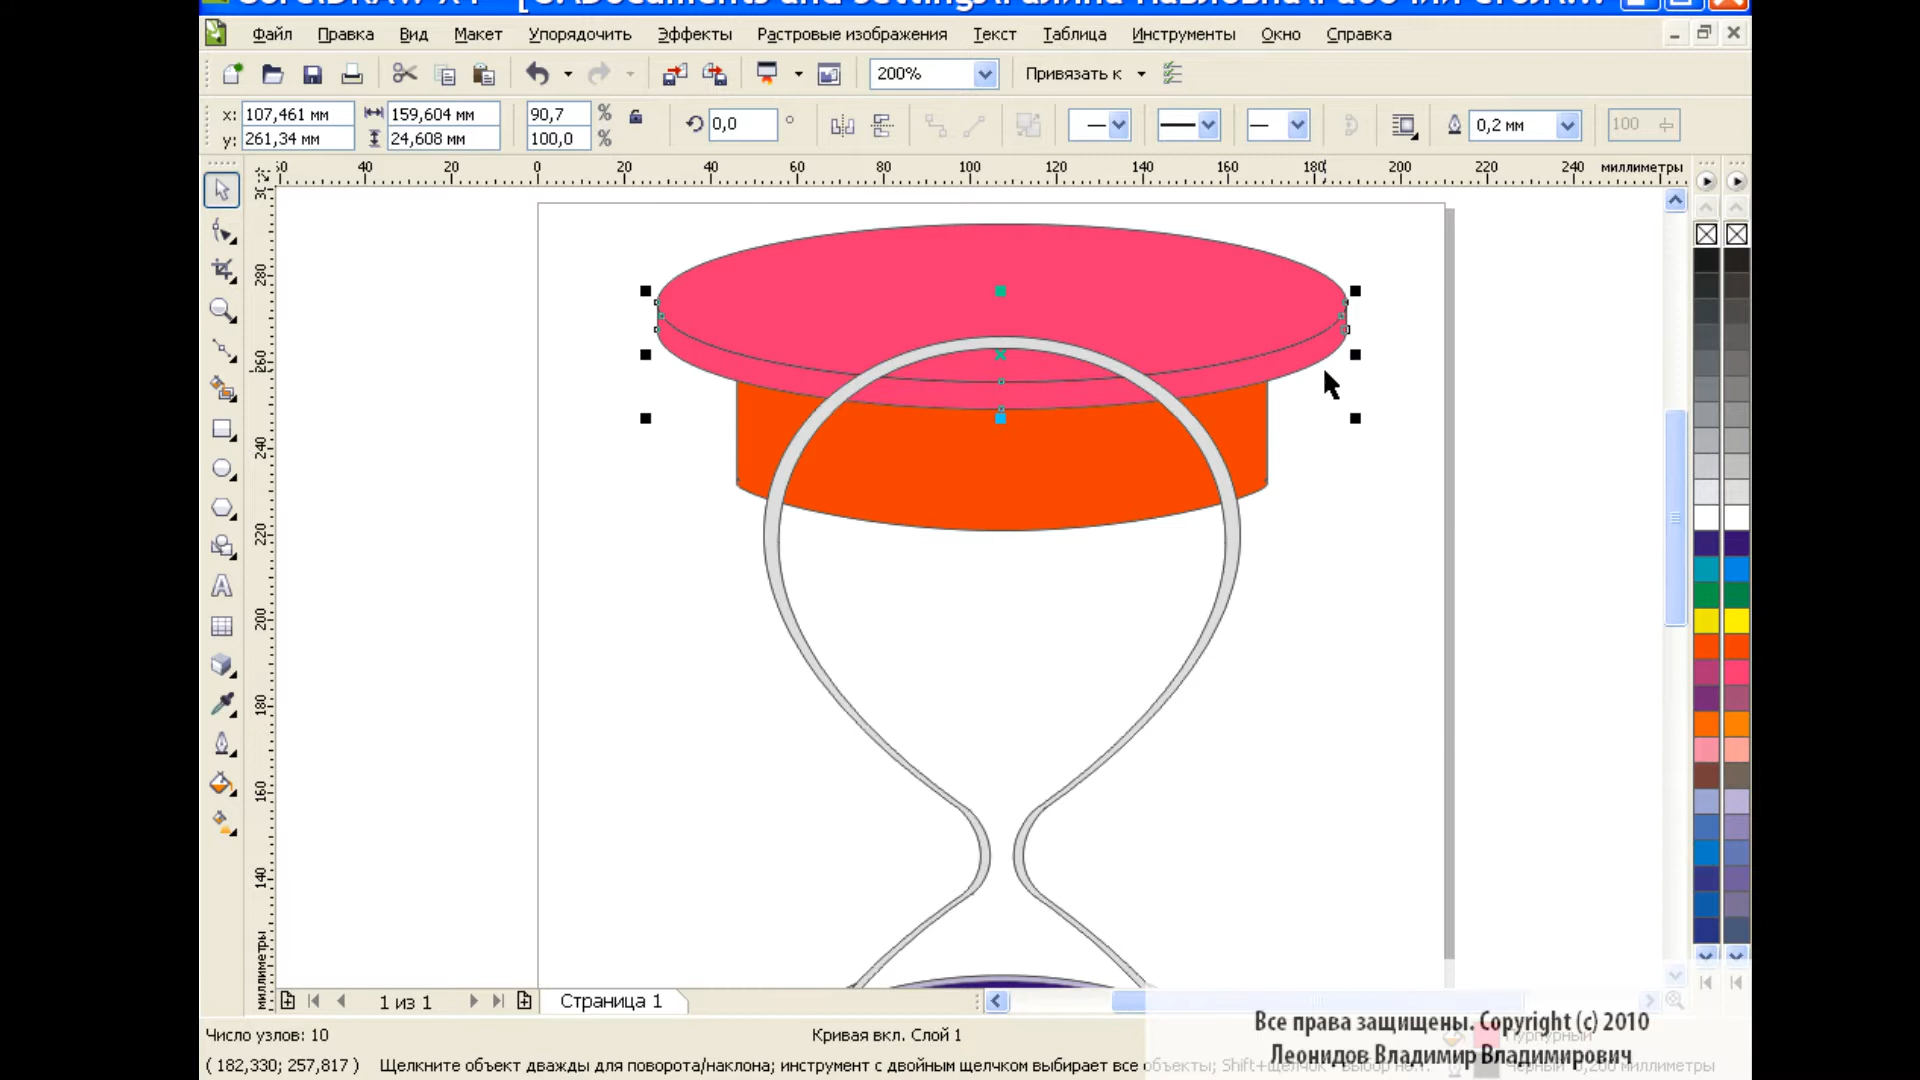 Файл Правка Вид Макет Упорядочить Эффекты Растровые изображения Текст Таблица Инструменты Окно Справка
200% Привязать к
x: 107,461 мм 159,604 мм 90,7 % 0,0 ° 0,2 мм 100
y: 261,34 мм 24,608 мм 100,0 %
40 20 0 20 40 60 80 100 120 140 160 180 200 220 240 миллиметры
280
260
240
220
200
180
160
140
миллиметры
1 из 1 Страница 1
Число узлов: 10 Кривая вкл. Слой 1
( 182,330; 257,817 ) Щелкните объект дважды для поворота/наклона; инструмент с двойным щелчком выбирает все объекты;
Все права защищены. Copyright (c) 2010
Леонидов Владимир Владимирович